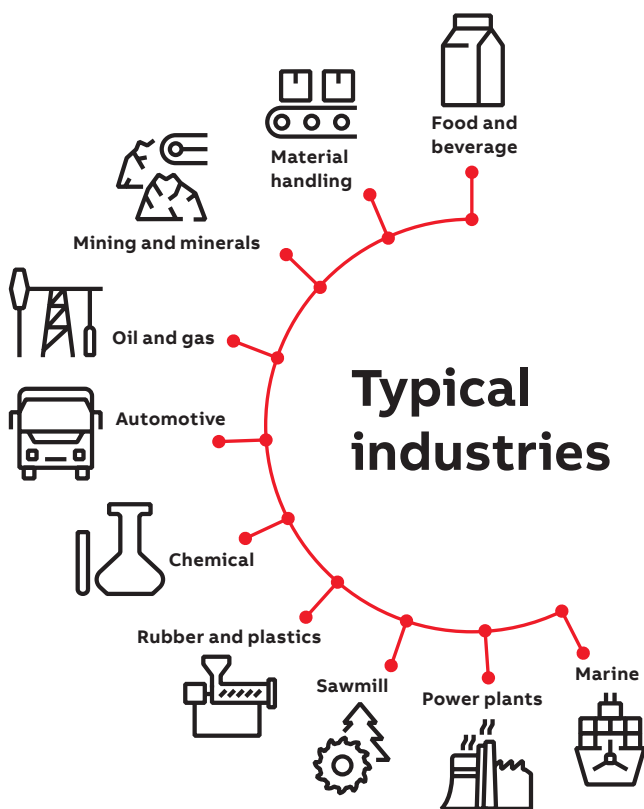 Food and
beverage
Material
handling
Mining and minerals
Oil and gas
Automotive
Typical
industries
Chemical
Rubber and plastics
Sawmill
Power plants
Marine